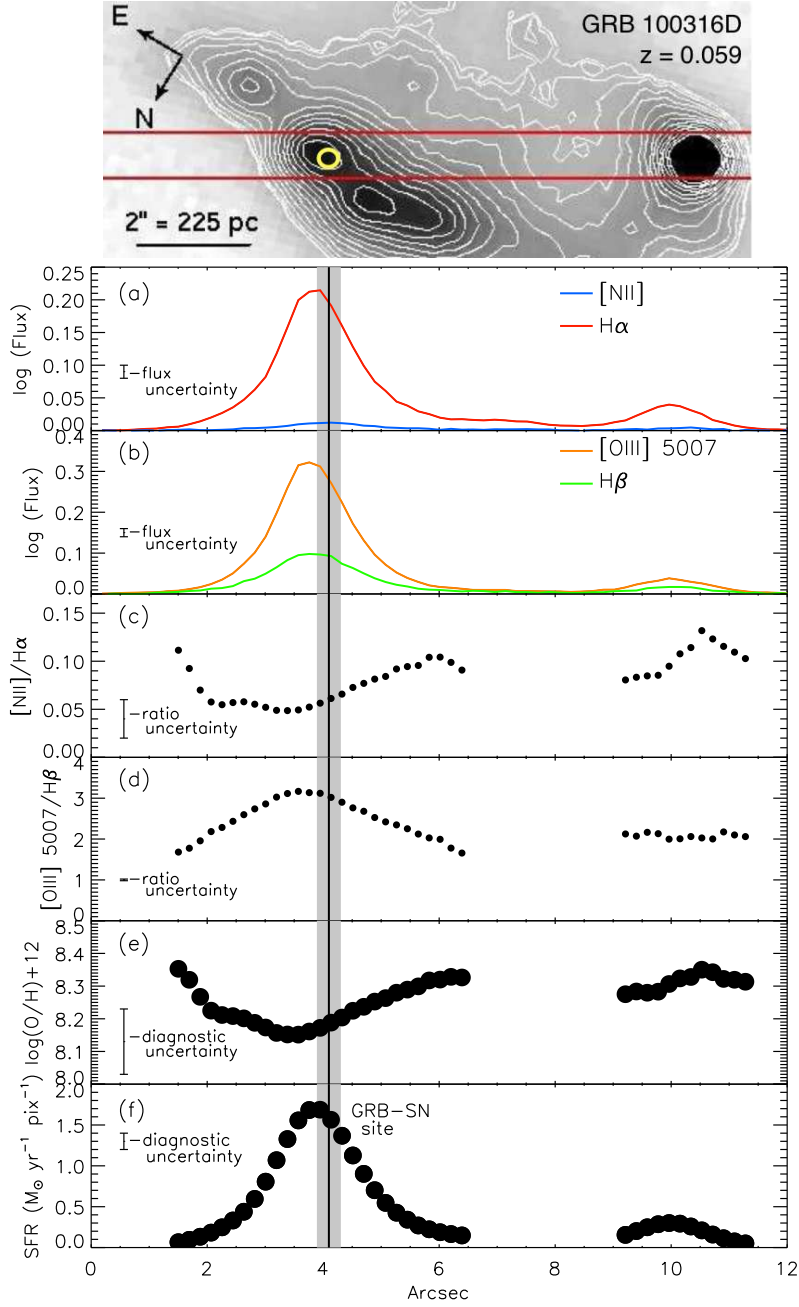 E
GRB 100316D
z = 0.059
N
2" = 225 pc
0.25
0.20
0.15
0.10
0.05
0.00
log (Flux)
(a)
[NII]
Hα
−flux
uncertainty
0.4
0.3
0.2
0.1
0.0
log (Flux)
(b)
[OIII] 5007
Hβ
−flux
uncertainty
0.15
0.10
0.05
0.00
[NII]/Hα
(c)
−ratio
uncertainty
4
3
2
1
0
[OIII] 5007/Hβ
(d)
−ratio
uncertainty
8.5
8.4
8.3
8.2
8.1
8.0
log(O/H)+12
(e)
−diagnostic
uncertainty
2.0
1.5
1.0
0.5
0.0
SFR (M⊙ yr⁻¹ pix⁻¹)
(f)
GRB−SN
site
−diagnostic
uncertainty
0 2 4 6 8 10 12
Arcsec